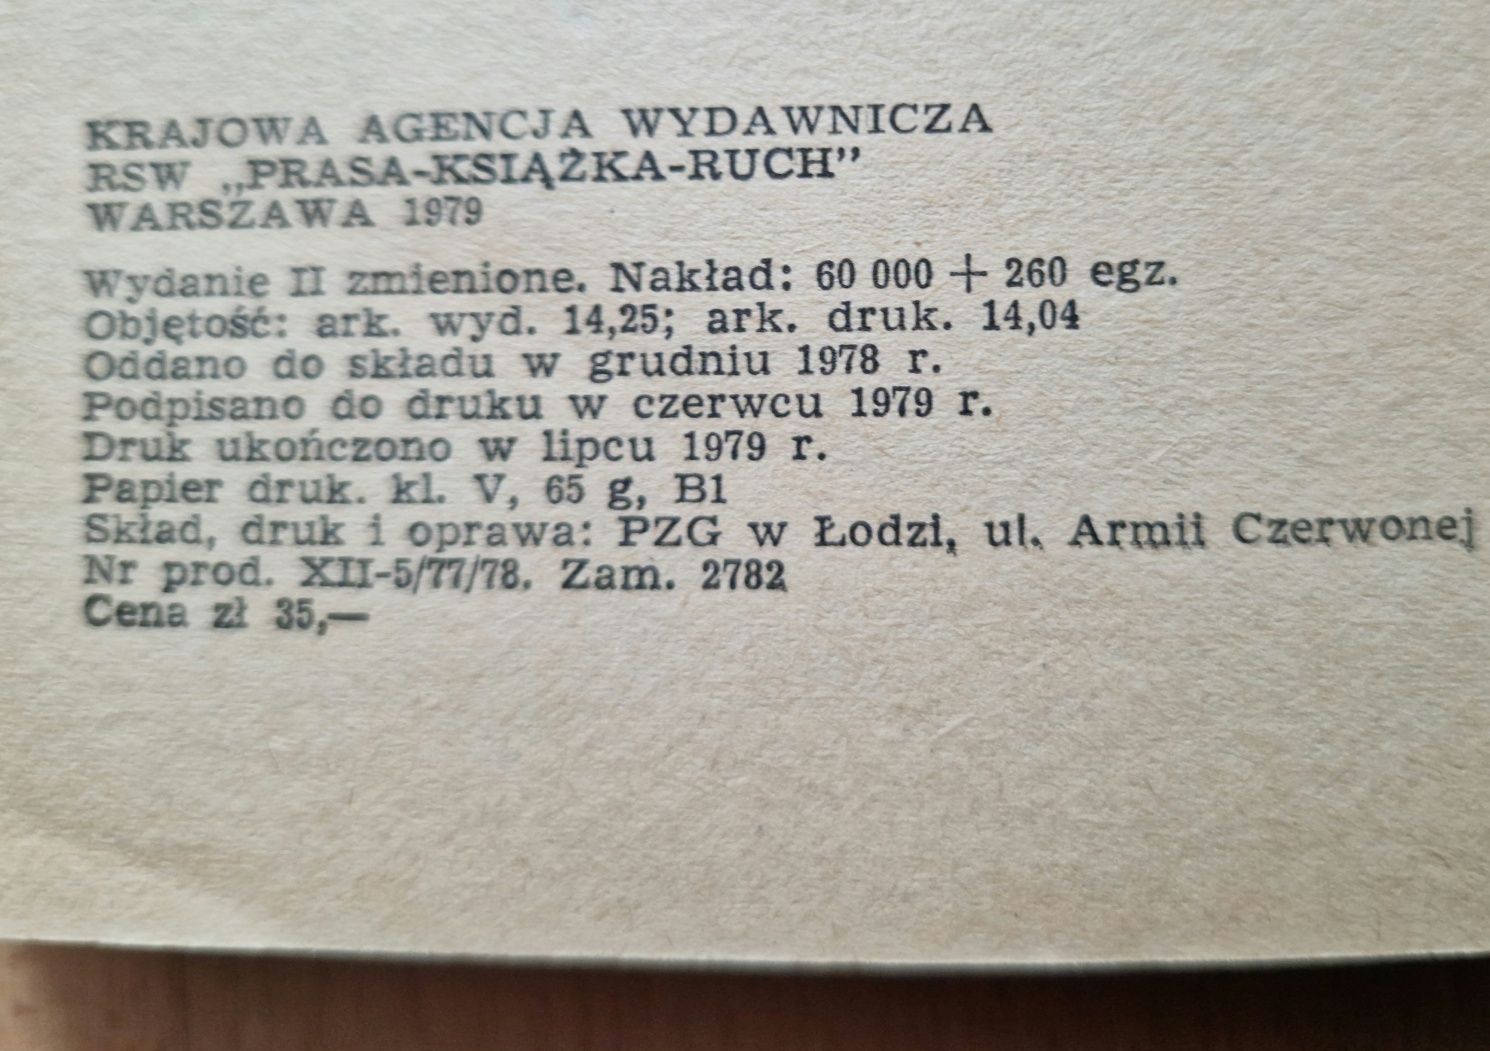 KRAJOWA AGENCJA WYDAWNICZA
RSW „PRASA-KSIĄŻKA-RUCH”
WARSZAWA 1979
Wydanie II zmienione. Nakład: 60 000 + 260 egz.
Objętość: ark. wyd. 14,25; ark. druk. 14,04
Oddano do składu w grudniu 1978 r.
Podpisano do druku w czerwcu 1979 r.
Druk ukończono w lipcu 1979 r.
Papier druk. kl. V, 65 g, B1
Skład, druk i oprawa: PZG w Łodzi, ul. Armii Czerwonej
Nr prod. XII-5/77/78. Zam. 2782
Cena zł 35,—